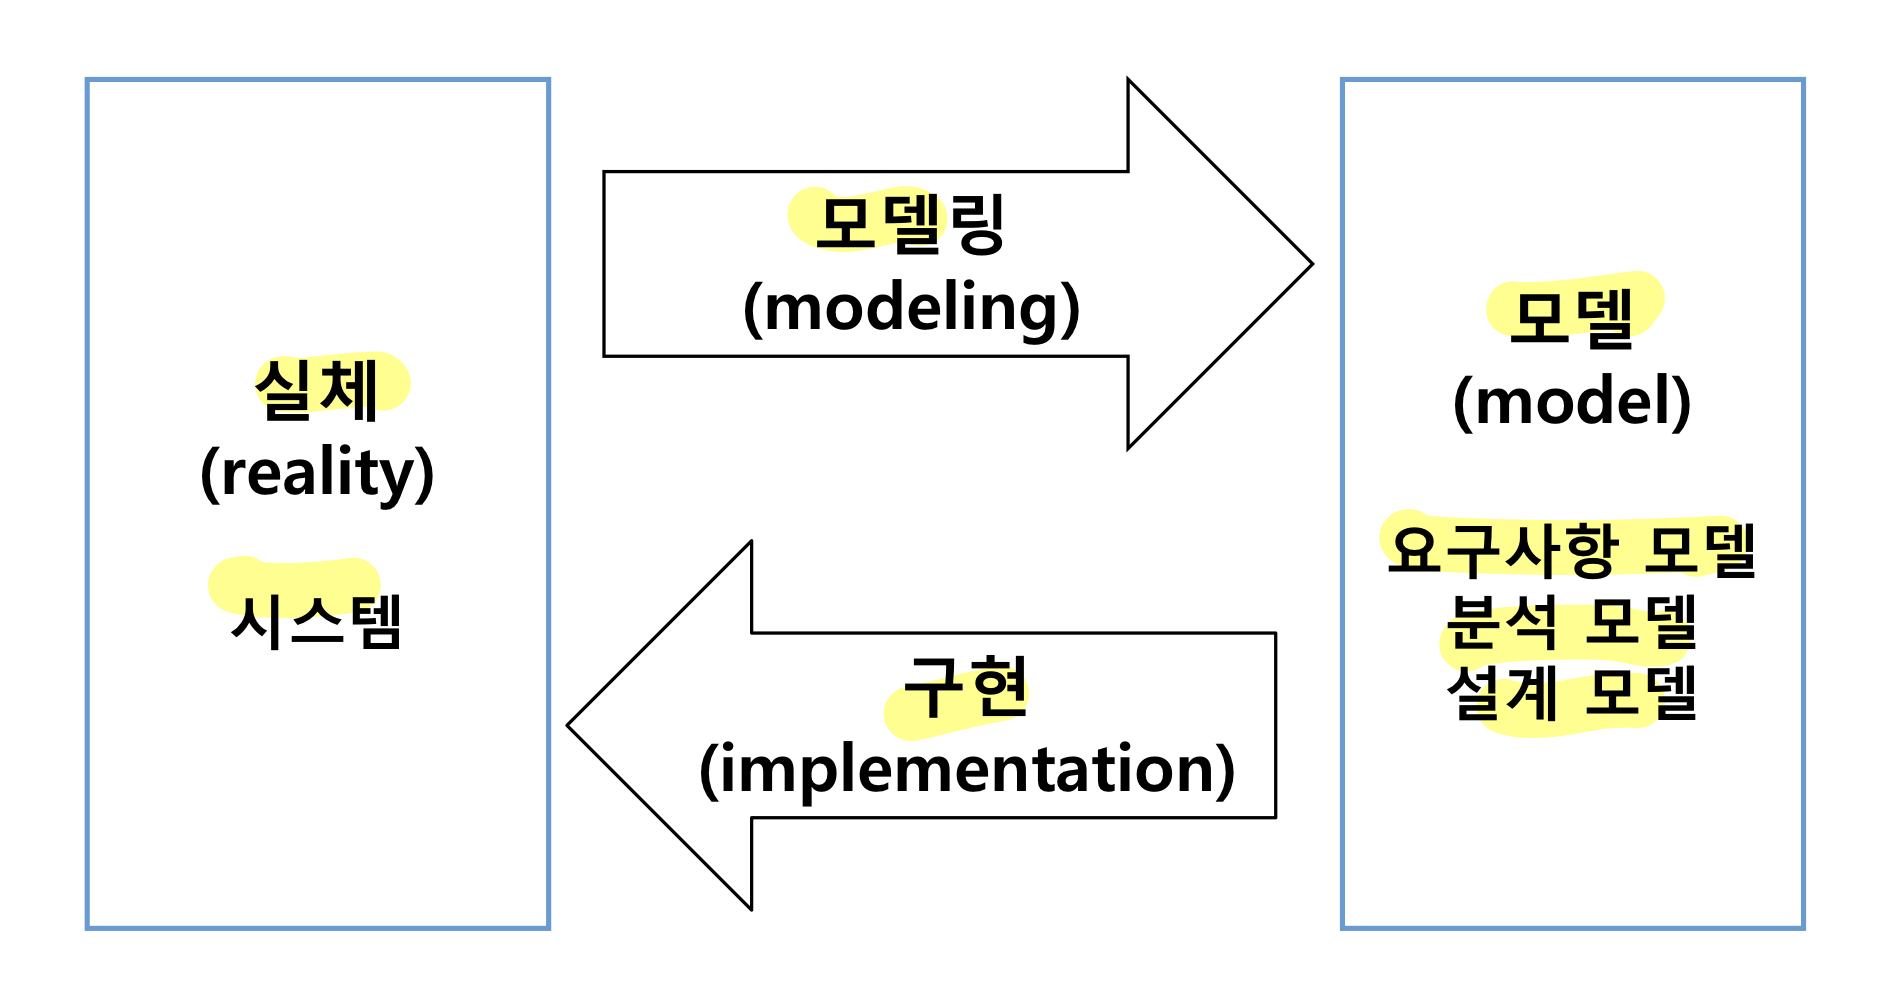 실체
(reality)
시스템
모델링
(modeling)
구현
(implementation)
모델
(model)
요구사항 모델
분석 모델
설계 모델